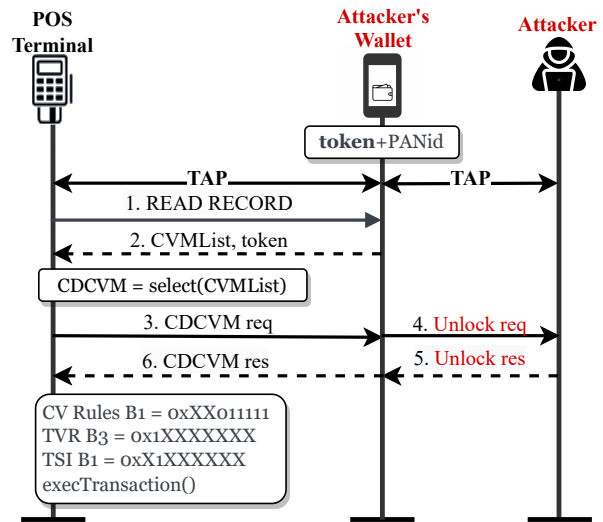 POS
Terminal
Attacker's
Wallet
Attacker
token+PANid
TAP
TAP
1. READ RECORD
2. CVMList, token
CDCVM = select(CVMList)
3. CDCVM req
4. Unlock req
6. CDCVM res
5. Unlock res
CV Rules B1 = 0xXX011111
TVR B3 = 0x1XXXXXXX
TSI B1 = 0xX1XXXXXX
execTransaction()